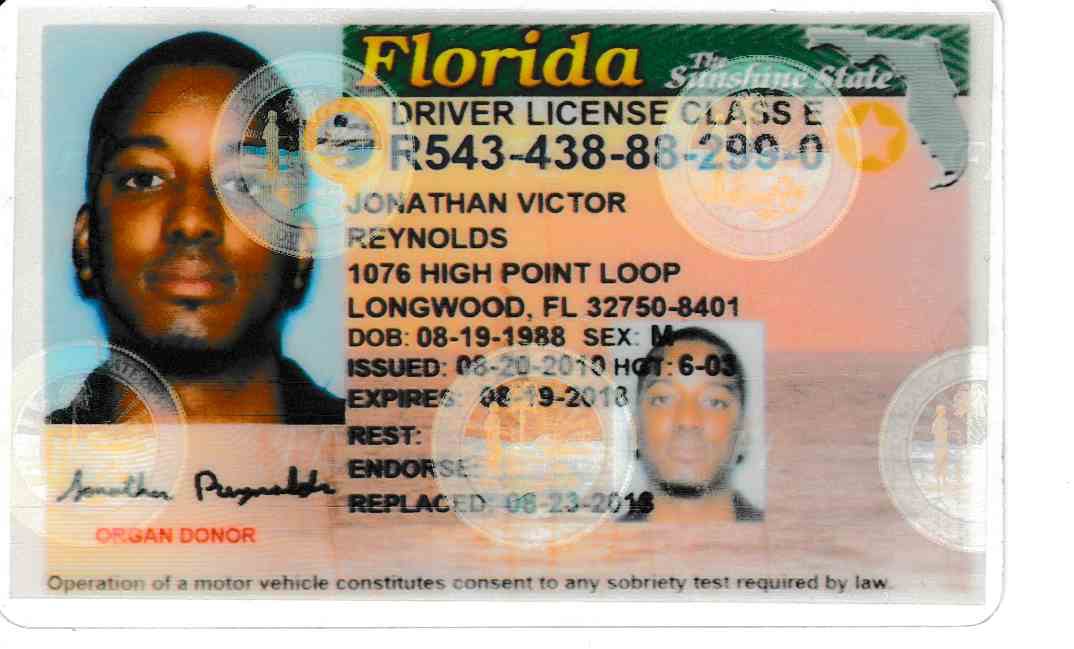 Florida
The
Sunshine State
DRIVER LICENSE CLASS E
R543-438-88-299-0
JONATHAN VICTOR
REYNOLDS
1076 HIGH POINT LOOP
LONGWOOD, FL 32750-8401
DOB: 08-19-1988 SEX: M
ISSUED: 08-20-2010 HGT: 6-03
EXPIRES: 08-19-2018
REST:
ENDORSE:
REPLACED:
Jonathan Reynolds
ORGAN DONOR
Operation of a motor vehicle constitutes consent to any sobriety test required by law.